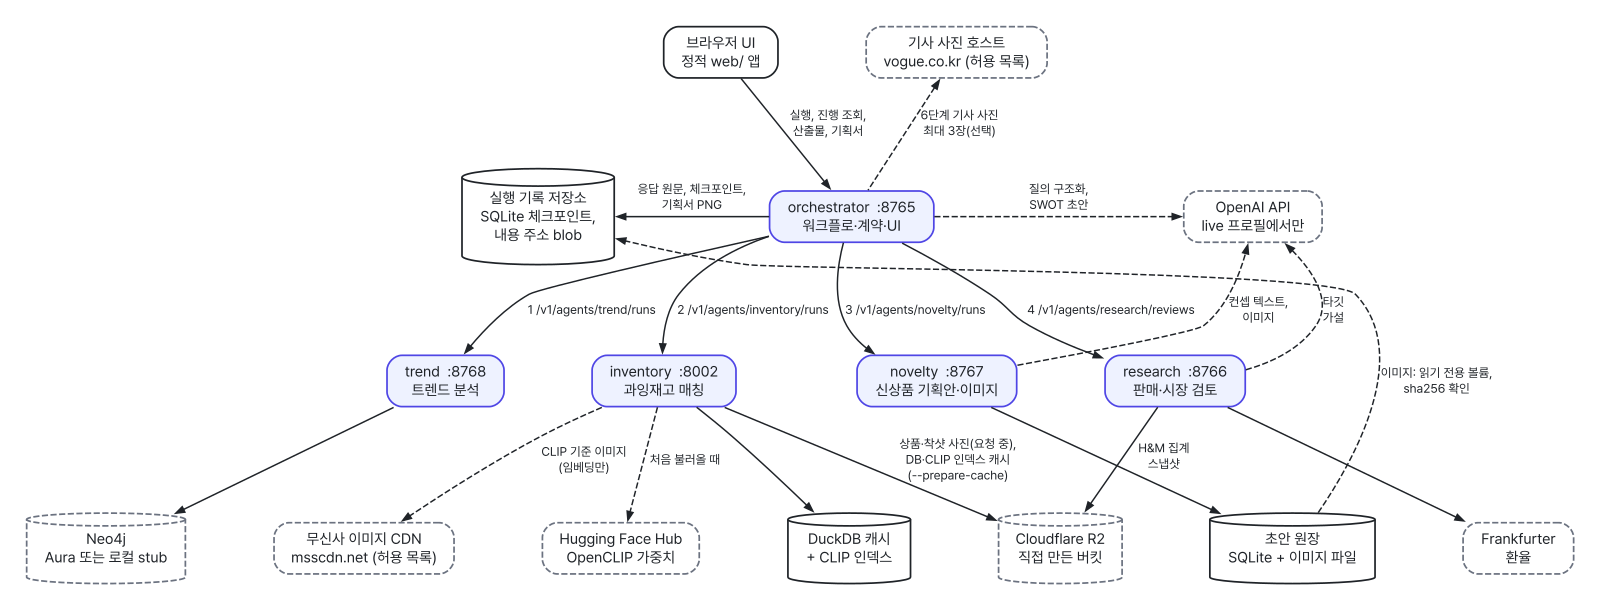 브라우저 UI
정적 web/ 앱
기사 사진 호스트
vogue.co.kr (허용 목록)
실행, 진행 조회,
산출물, 기획서
6단계 기사 사진
최대 3장(선택)
실행 기록 저장소
SQLite 체크포인트,
내용 주소 blob
응답 원문, 체크포인트,
기획서 PNG
orchestrator :8765
워크플로·계약·UI
질의 구조화,
SWOT 초안
OpenAI API
live 프로필에서만
1 /v1/agents/trend/runs
2 /v1/agents/inventory/runs
3 /v1/agents/novelty/runs
4 /v1/agents/research/reviews
컨셉 텍스트,
이미지
타깃
가설
trend :8768
트렌드 분석
inventory :8002
과잉재고 매칭
novelty :8767
신상품 기획안·이미지
research :8766
판매·시장 검토
이미지: 읽기 전용 볼륨,
sha256 확인
CLIP 기준 이미지
(임베딩만)
처음 불러올 때
상품·착샷 사진(요청 중),
DB·CLIP 인덱스 캐시
(--prepare-cache)
H&M 집계
스냅샷
Neo4j
Aura 또는 로컬 stub
무신사 이미지 CDN
msscdn.net (허용 목록)
Hugging Face Hub
OpenCLIP 가중치
DuckDB 캐시
+ CLIP 인덱스
Cloudflare R2
직접 만든 버킷
초안 원장
SQLite + 이미지 파일
Frankfurter
환율